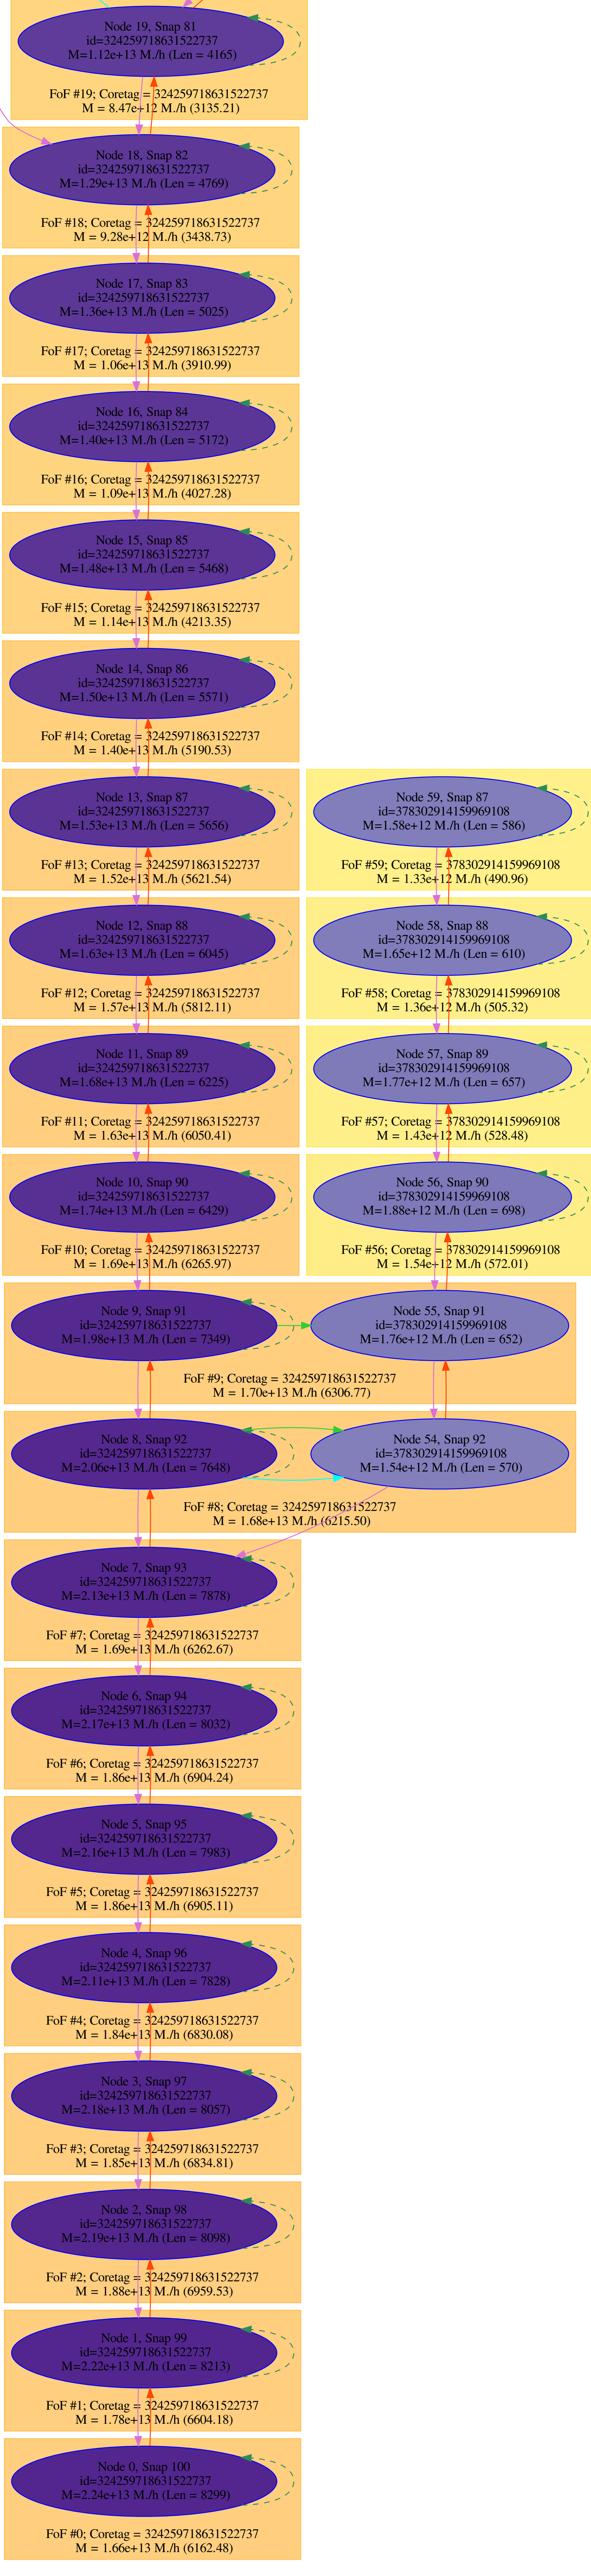 Node 19, Snap 81
id=324259718631522737
M=1.12e+13 M./h (Len = 4165)
FoF #19; Coretag = 324259718631522737
M = 8.47e+12 M./h (3135.21)
Node 18, Snap 82
id=324259718631522737
M=1.29e+13 M./h (Len = 4769)
FoF #18; Coretag = 324259718631522737
M = 9.28e+12 M./h (3438.73)
Node 17, Snap 83
id=324259718631522737
M=1.36e+13 M./h (Len = 5025)
FoF #17; Coretag = 324259718631522737
M = 1.06e+13 M./h (3910.99)
Node 16, Snap 84
id=324259718631522737
M=1.40e+13 M./h (Len = 5172)
FoF #16; Coretag = 324259718631522737
M = 1.09e+13 M./h (4027.28)
Node 15, Snap 85
id=324259718631522737
M=1.48e+13 M./h (Len = 5468)
FoF #15; Coretag = 324259718631522737
M = 1.14e+13 M./h (4213.35)
Node 14, Snap 86
id=324259718631522737
M=1.50e+13 M./h (Len = 5571)
FoF #14; Coretag = 324259718631522737
M = 1.40e+13 M./h (5190.53)
Node 13, Snap 87
id=324259718631522737
M=1.53e+13 M./h (Len = 5656)
FoF #13; Coretag = 324259718631522737
M = 1.52e+13 M./h (5621.54)
Node 59, Snap 87
id=378302914159969108
M=1.58e+12 M./h (Len = 586)
FoF #59; Coretag = 378302914159969108
M = 1.33e+12 M./h (490.96)
Node 12, Snap 88
id=324259718631522737
M=1.63e+13 M./h (Len = 6045)
FoF #12; Coretag = 324259718631522737
M = 1.57e+13 M./h (5812.11)
Node 58, Snap 88
id=378302914159969108
M=1.65e+12 M./h (Len = 610)
FoF #58; Coretag = 378302914159969108
M = 1.36e+12 M./h (505.32)
Node 11, Snap 89
id=324259718631522737
M=1.68e+13 M./h (Len = 6225)
FoF #11; Coretag = 324259718631522737
M = 1.63e+13 M./h (6050.41)
Node 57, Snap 89
id=378302914159969108
M=1.77e+12 M./h (Len = 657)
FoF #57; Coretag = 378302914159969108
M = 1.43e+12 M./h (528.48)
Node 10, Snap 90
id=324259718631522737
M=1.74e+13 M./h (Len = 6429)
FoF #10; Coretag = 324259718631522737
M = 1.69e+13 M./h (6265.97)
Node 56, Snap 90
id=378302914159969108
M=1.88e+12 M./h (Len = 698)
FoF #56; Coretag = 378302914159969108
M = 1.54e+12 M./h (572.01)
Node 9, Snap 91
id=324259718631522737
M=1.98e+13 M./h (Len = 7349)
Node 55, Snap 91
id=378302914159969108
M=1.76e+12 M./h (Len = 652)
FoF #9; Coretag = 324259718631522737
M = 1.70e+13 M./h (6306.77)
Node 8, Snap 92
id=324259718631522737
M=2.06e+13 M./h (Len = 7648)
Node 54, Snap 92
id=378302914159969108
M=1.54e+12 M./h (Len = 570)
FoF #8; Coretag = 324259718631522737
M = 1.68e+13 M./h (6215.50)
Node 7, Snap 93
id=324259718631522737
M=2.13e+13 M./h (Len = 7878)
FoF #7; Coretag = 324259718631522737
M = 1.69e+13 M./h (6262.67)
Node 6, Snap 94
id=324259718631522737
M=2.17e+13 M./h (Len = 8032)
FoF #6; Coretag = 324259718631522737
M = 1.86e+13 M./h (6904.24)
Node 5, Snap 95
id=324259718631522737
M=2.16e+13 M./h (Len = 7983)
FoF #5; Coretag = 324259718631522737
M = 1.86e+13 M./h (6905.11)
Node 4, Snap 96
id=324259718631522737
M=2.11e+13 M./h (Len = 7828)
FoF #4; Coretag = 324259718631522737
M = 1.84e+13 M./h (6830.08)
Node 3, Snap 97
id=324259718631522737
M=2.18e+13 M./h (Len = 8057)
FoF #3; Coretag = 324259718631522737
M = 1.85e+13 M./h (6834.81)
Node 2, Snap 98
id=324259718631522737
M=2.19e+13 M./h (Len = 8098)
FoF #2; Coretag = 324259718631522737
M = 1.88e+13 M./h (6959.53)
Node 1, Snap 99
id=324259718631522737
M=2.22e+13 M./h (Len = 8213)
FoF #1; Coretag = 324259718631522737
M = 1.78e+13 M./h (6604.18)
Node 0, Snap 100
id=324259718631522737
M=2.24e+13 M./h (Len = 8299)
FoF #0; Coretag = 324259718631522737
M = 1.66e+13 M./h (6162.48)